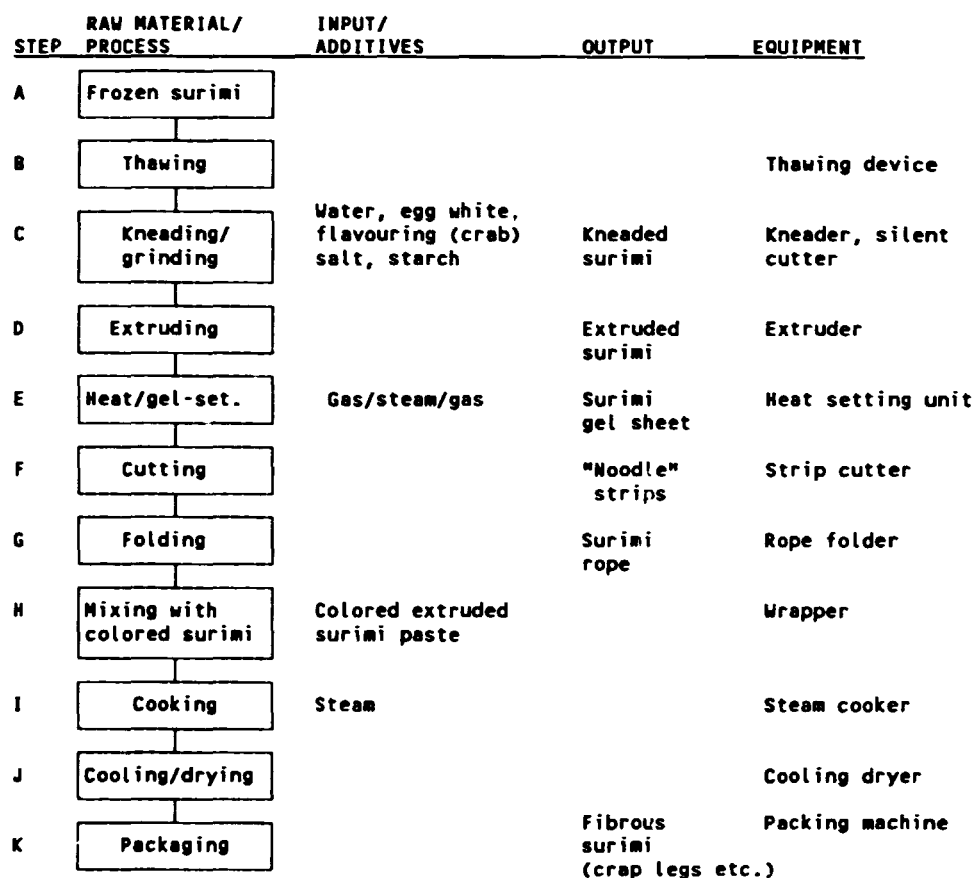 RAW MATERIAL/ INPUT/
STEP PROCESS ADDITIVES OUTPUT EQUIPMENT
A Frozen surimi
B Thawing Thawing device
Water, egg white,
C Kneading/ flavouring (crab) Kneaded Kneader, silent
grinding salt, starch surimi cutter
D Extruding Extruded Extruder
surimi
E Heat/gel-set. Gas/steam/gas Surimi Heat setting unit
gel sheet
F Cutting "Noodle" Strip cutter
strips
G Folding Surimi Rope folder
rope
H Mixing with Colored extruded Wrapper
colored surimi surimi paste
I Cooking Steam Steam cooker
J Cooling/drying Cooling dryer
Fibrous Packing machine
K Packaging surimi
(crap legs etc.)